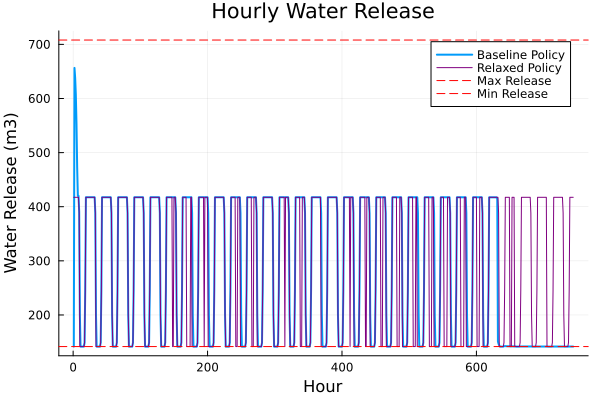 Hourly Water Release
Water Release (m3)
700
600
500
400
300
200
Baseline Policy
Relaxed Policy
Max Release
Min Release
0
200
400
600
Hour